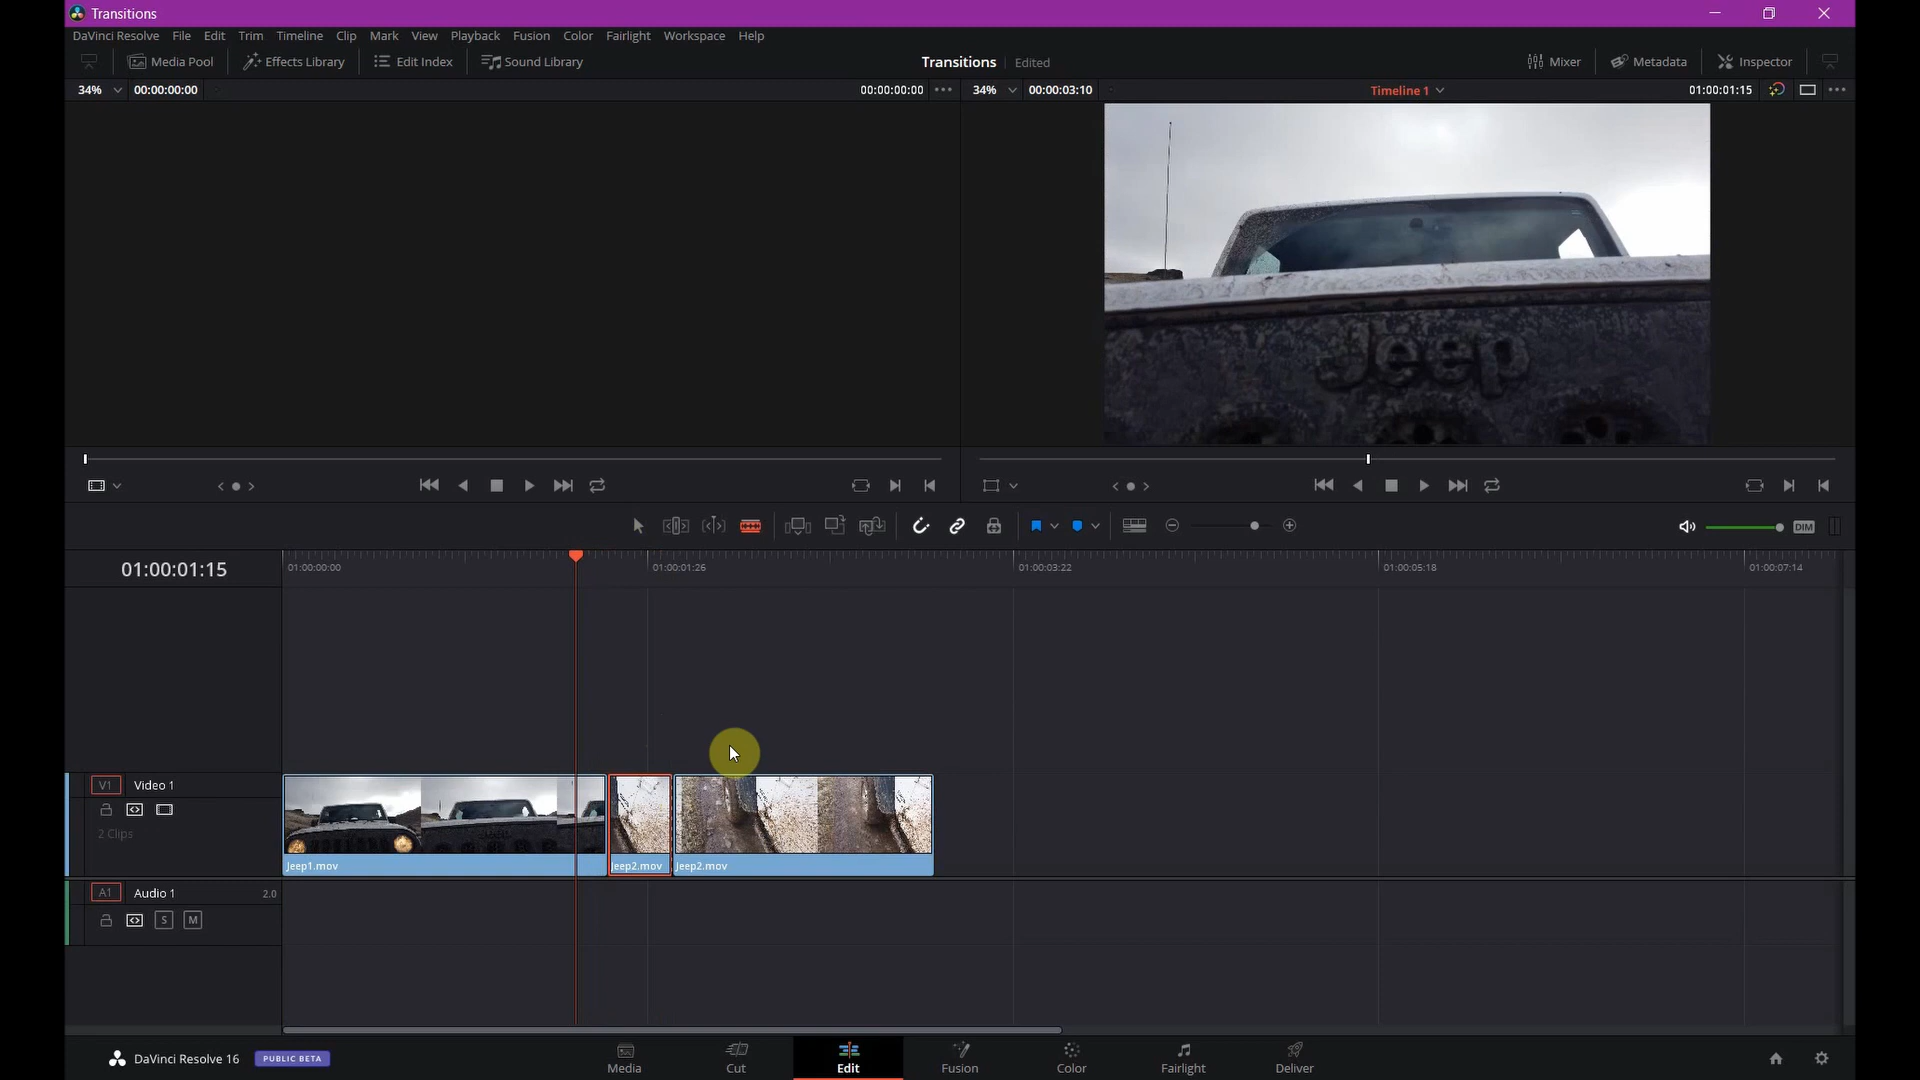 Transitions
DaVinci Resolve File Edit Trim Timeline Clip Mark View Playback Fusion Color Fairlight Workspace Help
Media Pool Effects Library Edit Index Sound Library Transitions Edited Mixer Metadata Inspector
34% 00:00:00:00 00:00:00:00 34% 00:00:03:10 Timeline 1 01:00:01:15
Jeep
DIM
01:00:01:15 01:00:00:00 01:00:01:26 01:00:03:22 01:00:05:18 01:00:07:14
V1 Video 1
2 Clips
Jeep1.mov Jeep2.mov Jeep2.mov
A1 Audio 1 2.0
S M
DaVinci Resolve 16 PUBLIC BETA Media Cut Edit Fusion Color Fairlight Deliver